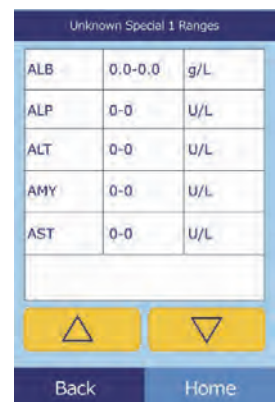 Unknown Special 1 Ranges
ALB 0.0-0.0 g/L
ALP 0-0 U/L
ALT 0-0 U/L
AMY 0-0 U/L
AST 0-0 U/L
Back Home